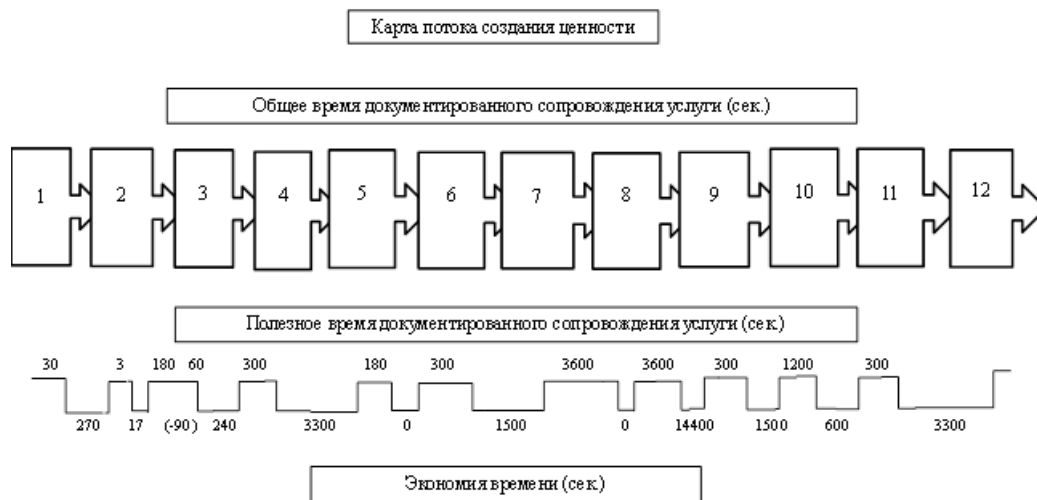 Карта потока создания ценности
Общее время документированного сопровождения услуги (сек.)
1 2 3 4 5 6 7 8 9 10 11 12
Полезное время документированного сопровождения услуги (сек.)
30 3 180 60 300 180 300 3600 3600 300 1200 300
270 17 (-90) 240 3300 0 1500 0 14400 1500 600 3300
Экономия времени (сек.)